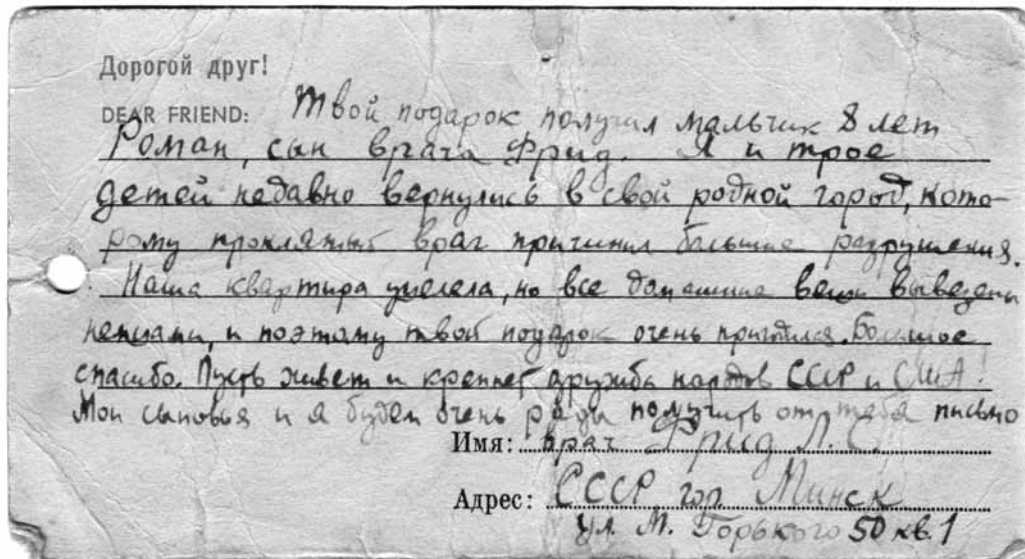 Дорогой друг!
DEAR FRIEND: Твой подарок получил мальчик 8 лет
Роман, сын врача Фрид. Я и трое
детей недавно вернулись в свой родной город, кото-
рому проклятый враг причинил большие разрушения.
Наша квартира уцелела, но все домашние вещи вывезены
немцами, и поэтому твой подарок очень пригодился. Большое
спасибо. Пусть живет и крепнет дружба народов СССР и США!
Мои сыновья и я будем очень рады получить от тебя письмо
Имя: врач Фрид Л. С.
Адрес: СССР гор. Минск
ул. М. Горького 50 кв. 1